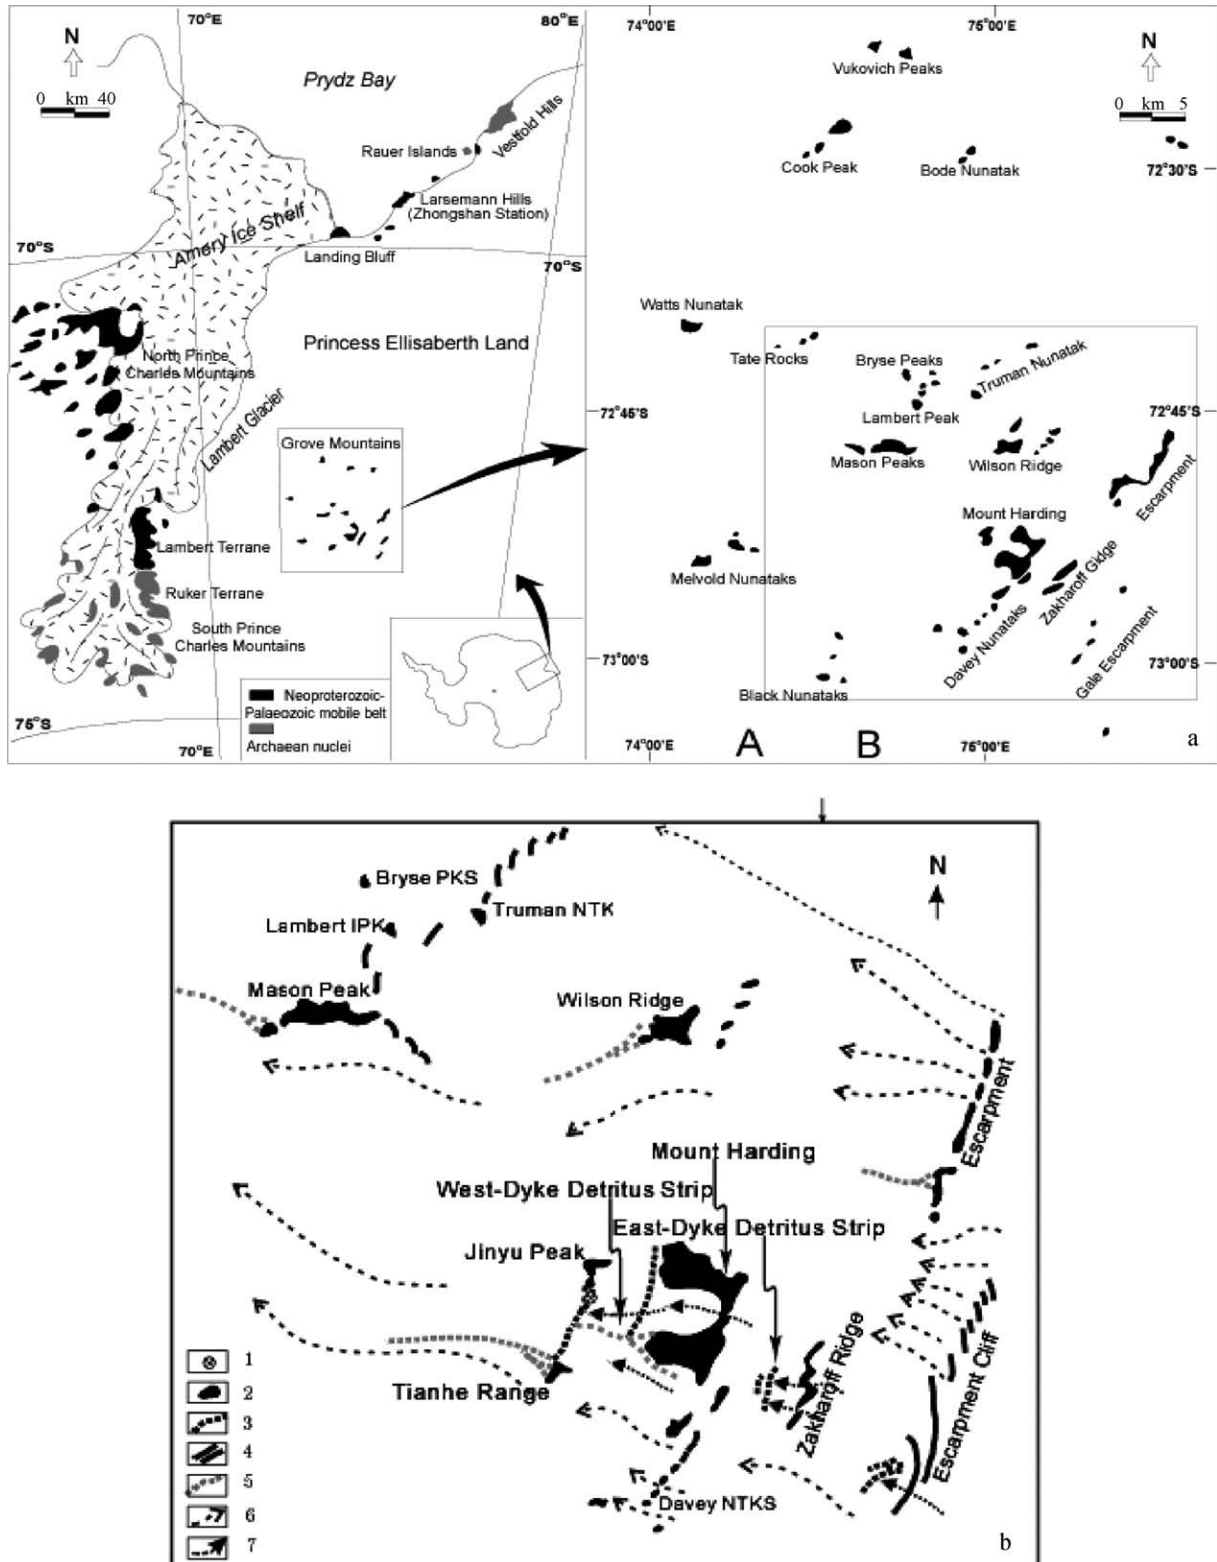 70°E
80°E
N
0 km 40
Prydz Bay
Vestfold Hills
Rauer Islands
Larsemann Hills
(Zhongshan Station)
Amery Ice Shelf
70°S
Landing Bluff
70°S
Princess Ellisaberth Land
North Prince
Charles Mountains
Lambert Glacier
Grove Mountains
Lambert Terrane
Ruker Terrane
South Prince
Charles Mountains
75°S
70°E
Neoproterozoic-
Palaeozoic mobile belt
Archaean nuclei
74°00'E
75°00'E
N
0 km 5
Vukovich Peaks
Cook Peak
Bode Nunatak
72°30'S
Watts Nunatak
Tate Rocks
Bryse Peaks
Truman Nunatak
Lambert Peak
72°45'S
Mason Peaks
Wilson Riidge
Escarpment
Mount Harding
Melvold Nunataks
Zakharoff Gidge
Davey Nunataks
Gale Escarpment
73°00'S
Black Nunataks
74°00'E
A
B
75°00'E
a
N
Bryse PKS
Truman NTK
Lambert IPK
Mason Peak
Wilson Ridge
Escarpment
Mount Harding
West-Dyke Detritus Strip
East-Dyke Detritus Strip
Jinyu Peak
Tianhe Range
Zakharoff Ridge
Escarpment Cliff
Davey NTKS
1
2
3
4
5
6
7
b